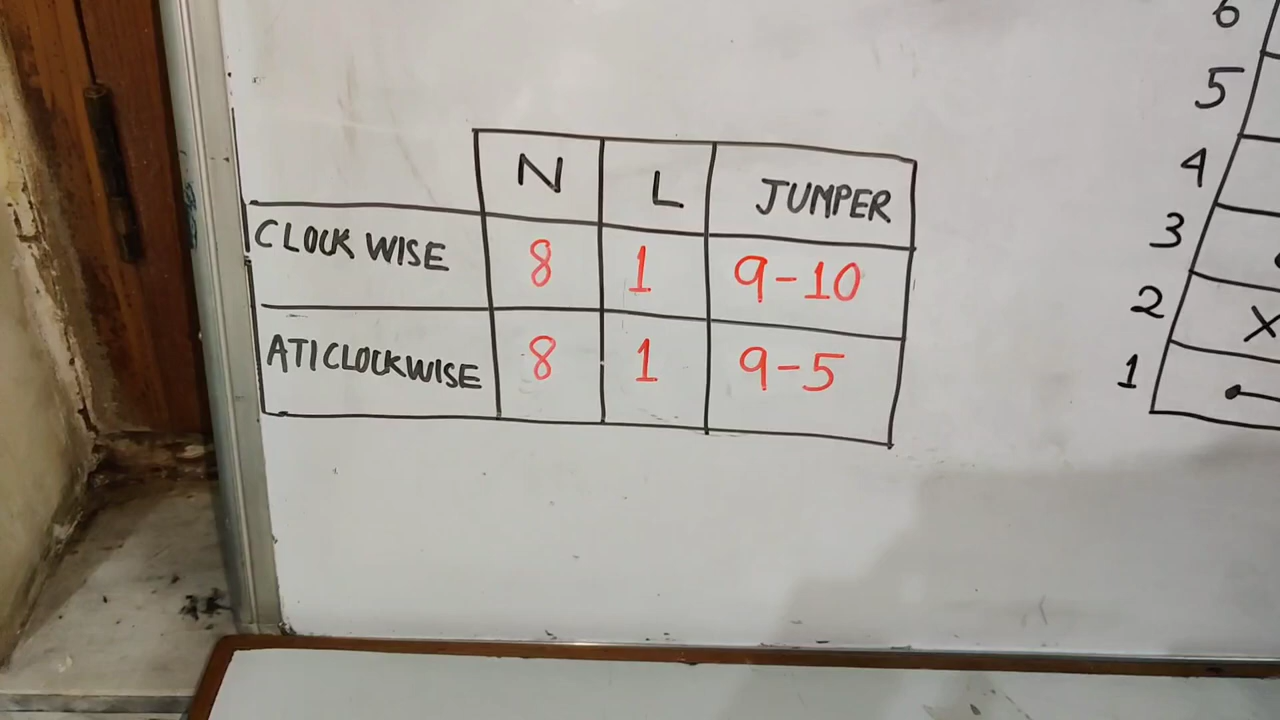 N L JUMPER
CLOCK WISE 8 1 9-10
ATICLOCKWISE 8 1 9-5
6
5
4
3
2 X
1